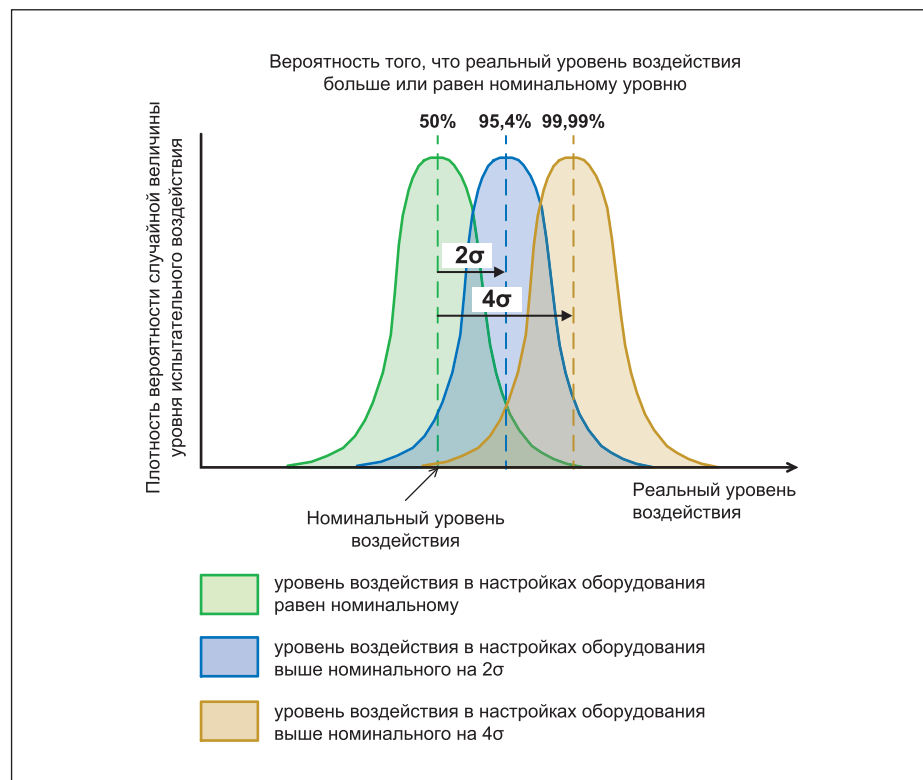 Вероятность того, что реальный уровень воздействия
больше или равен номинальному уровню
50% 95,4% 99,99%
Плотность вероятности случайной величины
уровня испытательного воздействия
2σ
4σ
Реальный уровень
воздействия
Номинальный уровень
воздействия
уровень воздействия в настройках оборудования
равен номинальному
уровень воздействия в настройках оборудования
выше номинального на 2σ
уровень воздействия в настройках оборудования
выше номинального на 4σ